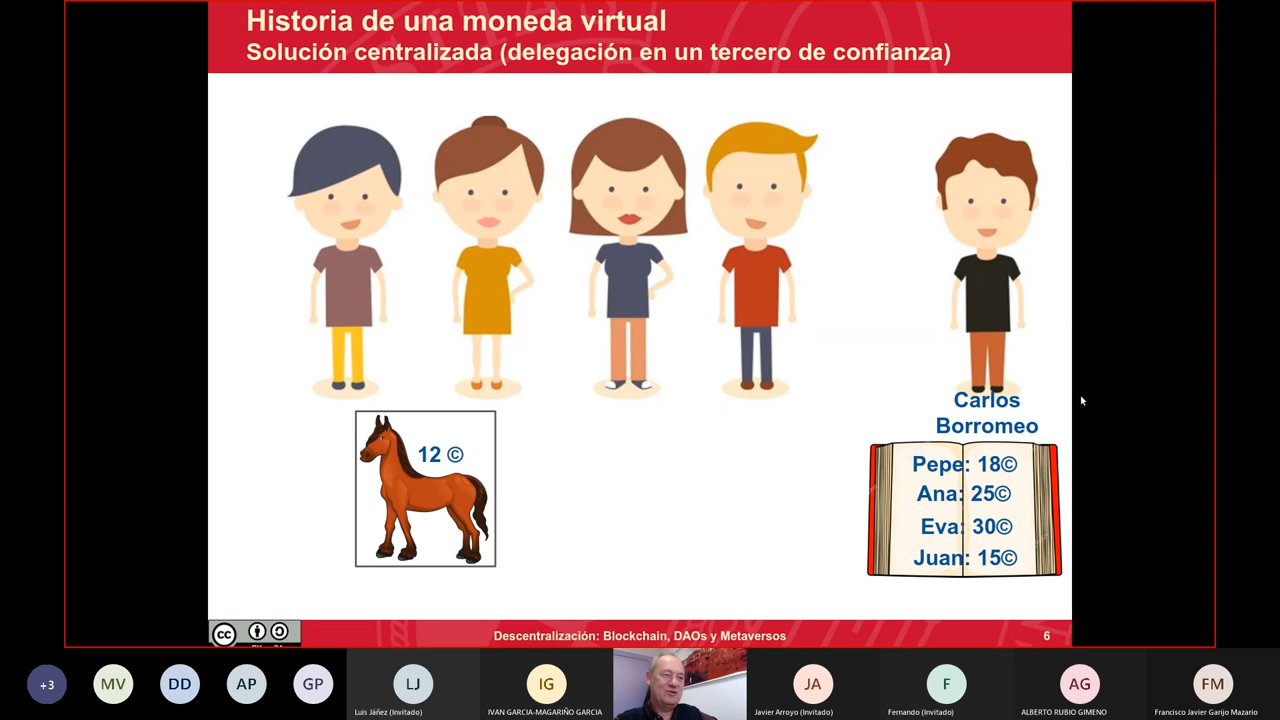 Historia de una moneda virtual
Solución centralizada (delegación en un tercero de confianza)
12 ©
Carlos
Borromeo
Pepe: 18©
Ana: 25©
Eva: 30©
Juan: 15©
cc
Descentralización: Blockchain, DAOs y Metaversos
6
+3
MV
DD
AP
GP
LJ
IG
JA
F
AG
FM
Luis Jáñez (Invitado)
IVAN GARCIA-MAGARIÑO GARCIA
Javier Arroyo (Invitado)
Fernando (Invitado)
ALBERTO RUBIO GIMENO
Francisco Javier Garijo Mazario